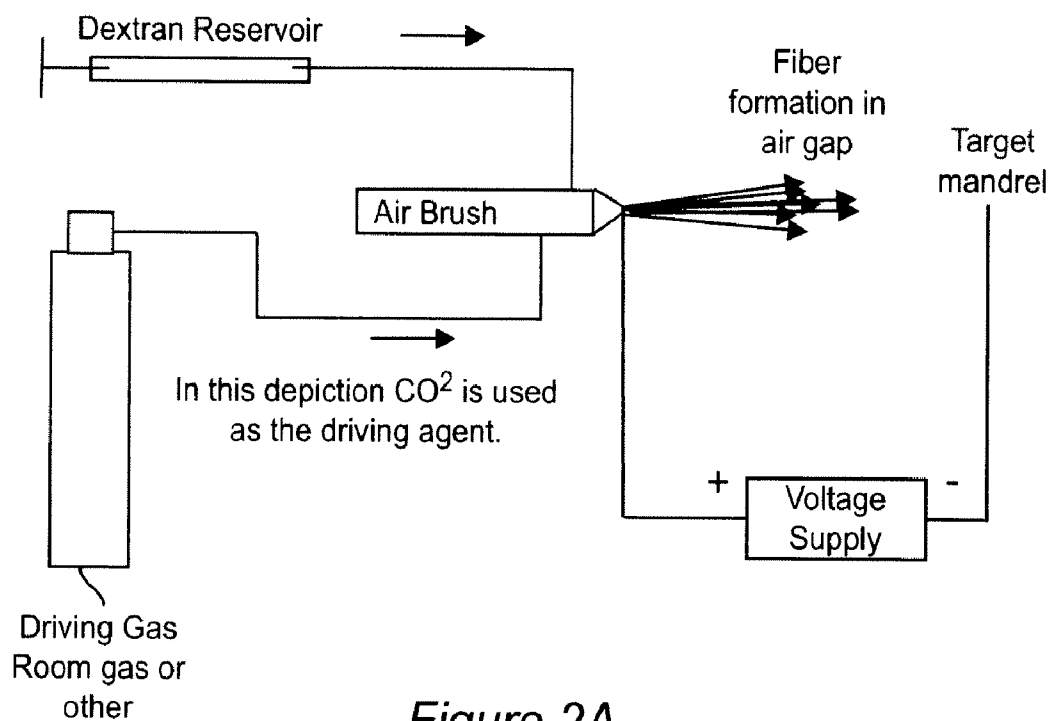 Dextran Reservoir
Fiber
formation in
air gap
Target
mandrel
Air Brush
In this depiction CO² is used
as the driving agent.
+
-
Voltage
Supply
Driving Gas
Room gas or
other
Figure 2A